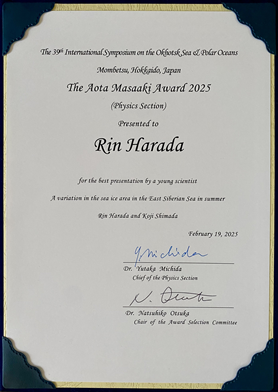 The 39th International Symposium on the Okhotsk Sea & Polar Oceans
Mombetsu, Hokkaido, Japan
The Aota Masaaki Award 2025
(Physics Section)
Presented to
Rin Harada
for the best presentation by a young scientist
A variation in the sea ice area in the East Siberian Sea in summer
Rin Harada and Koji Shimada
February 19, 2025
Dr. Yutaka Michida
Chief of the Physics Section
Dr. Natsuhiko Otsuka
Chair of the Award Selection Committee